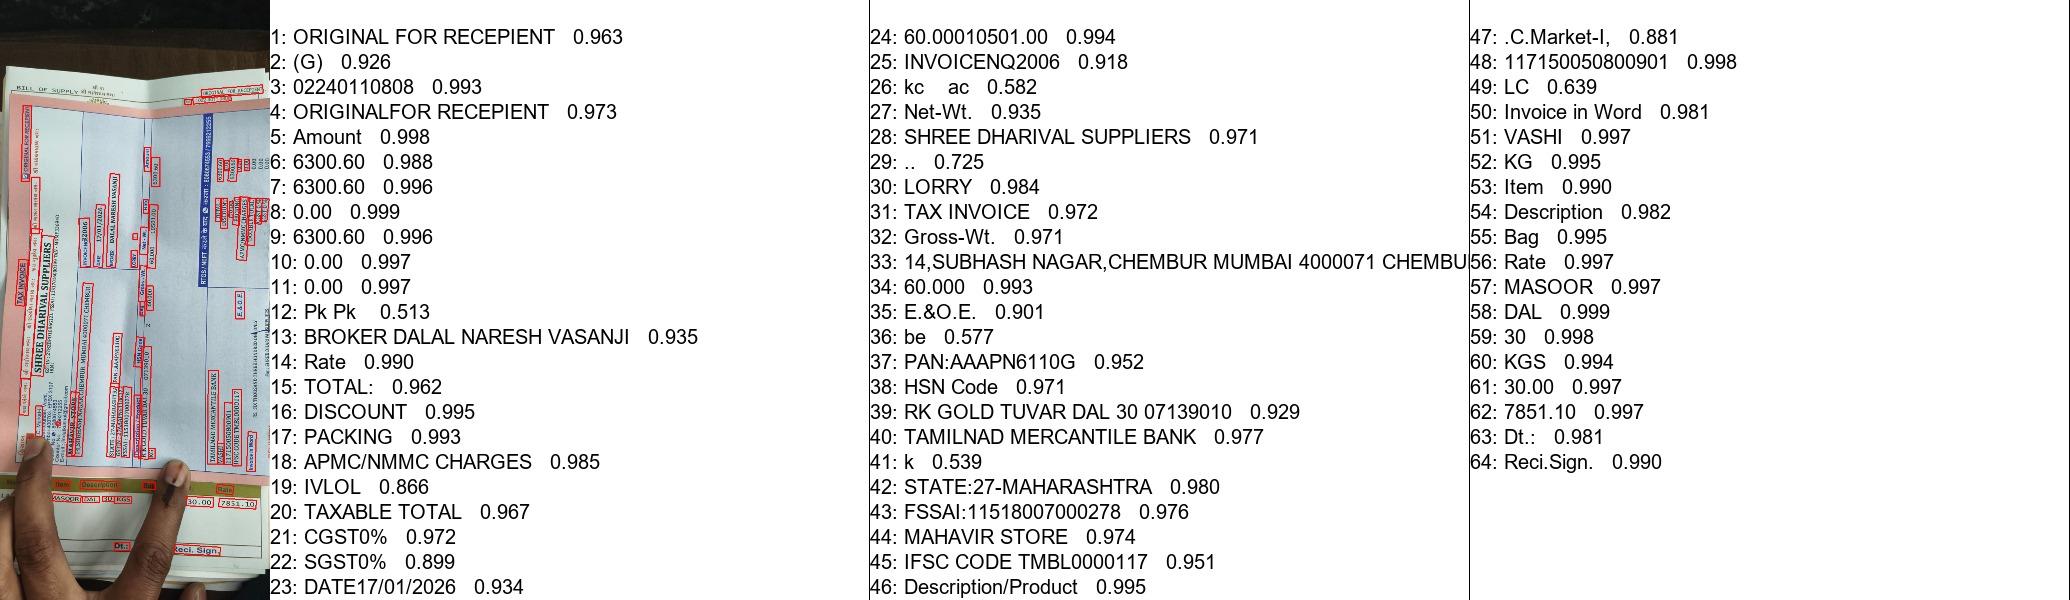 BILL OF SUPPLY
ORIGINAL FOR RECEPIENT
TAX INVOICE
SHREE DHARIVAL SUPPLIERS
Item Description Rate
MASOOR DAL 30 KGS 30.00 7851.10
Dt.: Reci. Sign.
1: ORIGINAL FOR RECEPIENT 0.963
2: (G) 0.926
3: 02240110808 0.993
4: ORIGINALFOR RECEPIENT 0.973
5: Amount 0.998
6: 6300.60 0.988
7: 6300.60 0.996
8: 0.00 0.999
9: 6300.60 0.996
10: 0.00 0.997
11: 0.00 0.997
12: Pk Pk 0.513
13: BROKER DALAL NARESH VASANJI 0.935
14: Rate 0.990
15: TOTAL: 0.962
16: DISCOUNT 0.995
17: PACKING 0.993
18: APMC/NMMC CHARGES 0.985
19: IVLOL 0.866
20: TAXABLE TOTAL 0.967
21: CGST0% 0.972
22: SGST0% 0.899
23: DATE17/01/2026 0.934
24: 60.00010501.00 0.994
25: INVOICENQ2006 0.918
26: kc ac 0.582
27: Net-Wt. 0.935
28: SHREE DHARIVAL SUPPLIERS 0.971
29: .. 0.725
30: LORRY 0.984
31: TAX INVOICE 0.972
32: Gross-Wt. 0.971
33: 14,SUBHASH NAGAR,CHEMBUR MUMBAI 4000071 CHEMBU
34: 60.000 0.993
35: E.&O.E. 0.901
36: be 0.577
37: PAN:AAAPN6110G 0.952
38: HSN Code 0.971
39: RK GOLD TUVAR DAL 30 07139010 0.929
40: TAMILNAD MERCANTILE BANK 0.977
41: k 0.539
42: STATE:27-MAHARASHTRA 0.980
43: FSSAI:11518007000278 0.976
44: MAHAVIR STORE 0.974
45: IFSC CODE TMBL0000117 0.951
46: Description/Product 0.995
47: .C.Market-I, 0.881
48: 117150050800901 0.998
49: LC 0.639
50: Invoice in Word 0.981
51: VASHI 0.997
52: KG 0.995
53: Item 0.990
54: Description 0.982
55: Bag 0.995
56: Rate 0.997
57: MASOOR 0.997
58: DAL 0.999
59: 30 0.998
60: KGS 0.994
61: 30.00 0.997
62: 7851.10 0.997
63: Dt.: 0.981
64: Reci.Sign. 0.990